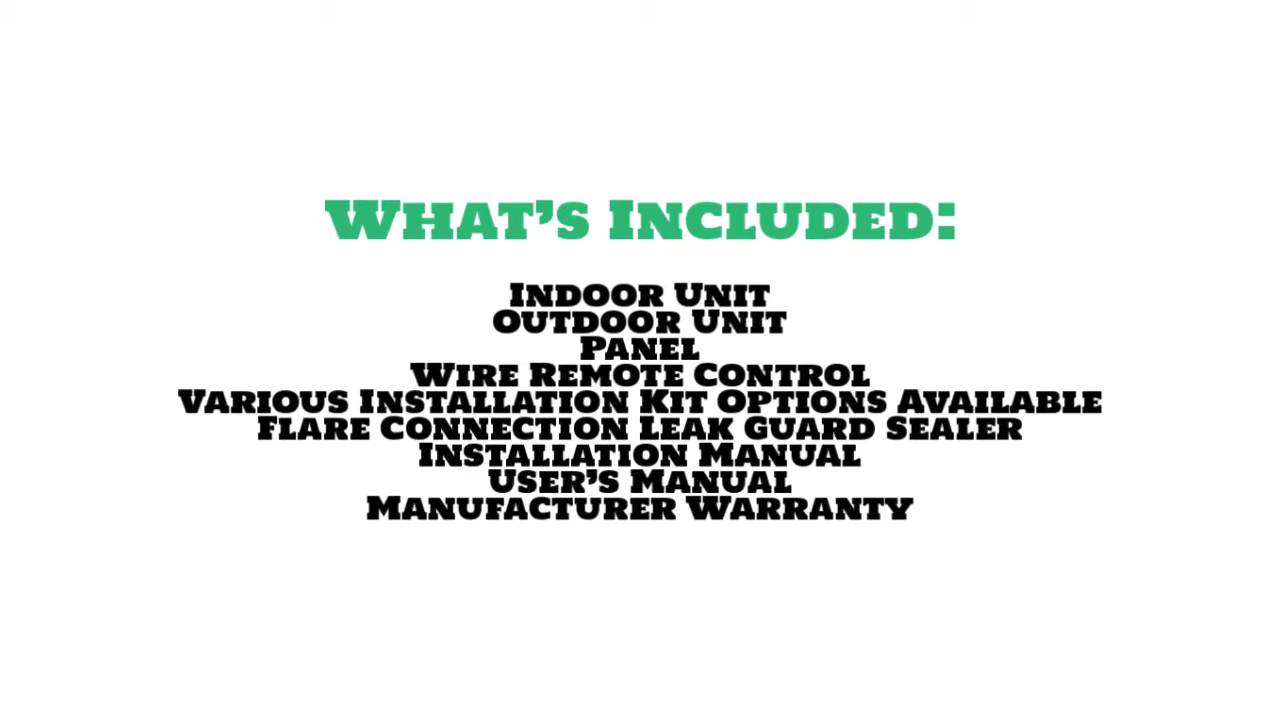 What's Included:
Indoor Unit
Outdoor Unit
Panel
Wire Remote Control
Various Installation Kit Options Available
Flare Connection Leak Guard Sealer
Installation Manual
User's Manual
Manufacturer Warranty